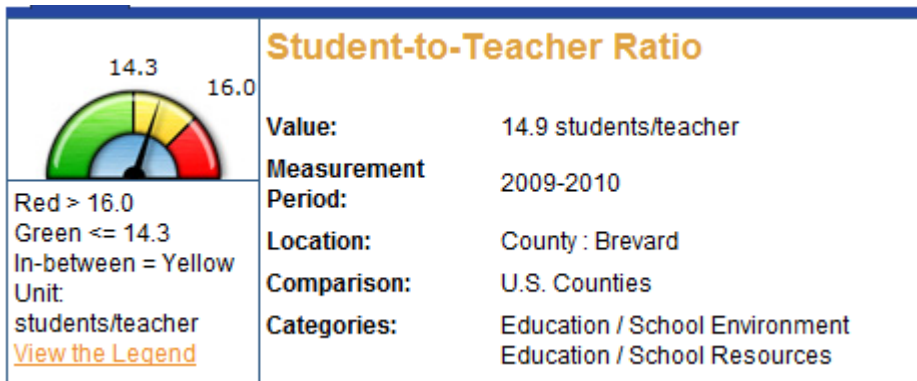 14.3
16.0
Red > 16.0
Green <= 14.3
In-between = Yellow
Unit:
students/teacher
View the Legend
Student-to-Teacher Ratio
Value: 14.9 students/teacher
Measurement
Period: 2009-2010
Location: County : Brevard
Comparison: U.S. Counties
Categories: Education / School Environment
Education / School Resources